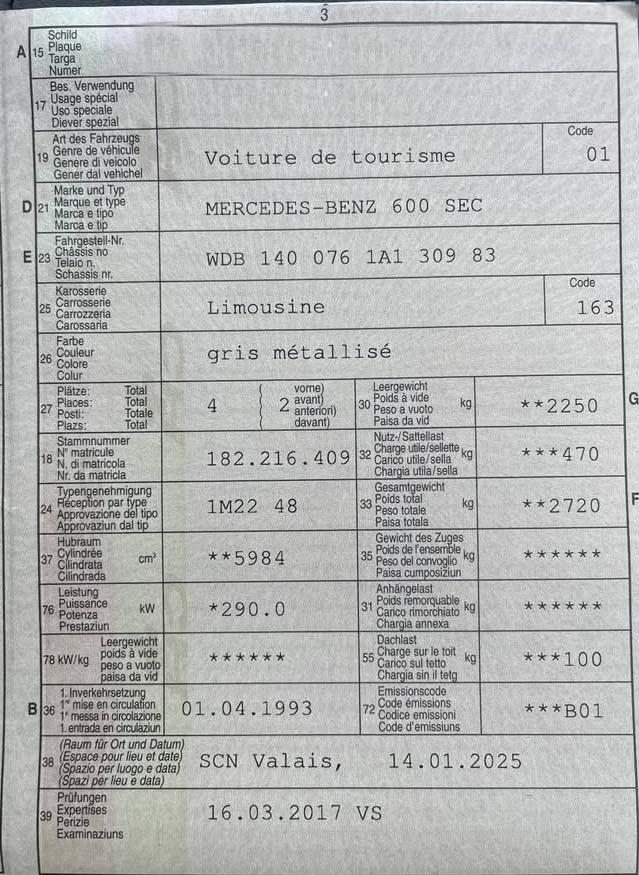 3
A 15 Schild
Plaque
Targa
Numer
17 Bes. Verwendung
Usage spécial
Uso speciale
Diever spezial
19 Art des Fahrzeugs
Genre de véhicule
Genere di veicolo
Gener dal vehichel
Voiture de tourisme
Code
01
D 21 Marke und Typ
Marque et type
Marca e tipo
Marca e tip
MERCEDES-BENZ 600 SEC
E 23 Fahrgestell-Nr.
Châssis no
Telaio n.
Schassis nr.
WDB 140 076 1A1 309 83
25 Karosserie
Carrosserie
Carrozzeria
Carossaria
Limousine
Code
163
26 Farbe
Couleur
Colore
Colur
gris métallisé
27 Plätze: Total
Places: Total
Posti: Totale
Plazs: Total
4
2 vorne)
avant)
anteriori)
davant)
30 Leergewicht
Poids à vide
Peso a vuoto
Paisa da vid
kg
**2250
G
18 Stammnummer
N° matricule
N. di matricola
Nr. da matricla
182.216.409
32 Nutz-/Sattellast
Charge utile/sellette
Carico utile/sella
Chargia utila/sella
kg
***470
24 Typengenehmigung
Réception par type
Approvazione del tipo
Approvaziun dal tip
1M22 48
33 Gesamtgewicht
Poids total
Peso totale
Paisa totala
kg
**2720
F
37 Hubraum
Cylindrée
Cilindrata
Cilindrada
cm³
**5984
35 Gewicht des Zuges
Poids de l'ensemble
Peso del convoglio
Paisa cumposiziun
kg
******
76 Leistung
Puissance
Potenza
Prestaziun
kW
*290.0
31 Anhängelast
Poids remorquable
Carico rimorchiato
Chargia annexa
kg
******
78 kW/kg Leergewicht
poids à vide
peso a vuoto
paisa da vid
******
55 Dachlast
Charge sur le toit
Carico sul tetto
Chargia sin il tetg
kg
***100
B 36 1. Inverkehrsetzung
1re mise en circulation
1a messa in circolazione
1. entrada en circulaziun
01.04.1993
72 Emissionscode
Code émissions
Codice emissioni
Code d'emissiuns
***B01
38 (Raum für Ort und Datum)
(Espace pour lieu et date)
(Spazio per luogo e data)
(Spazi per lieu e data)
SCN Valais, 14.01.2025
39 Prüfungen
Expertises
Perizie
Examinaziuns
16.03.2017 VS